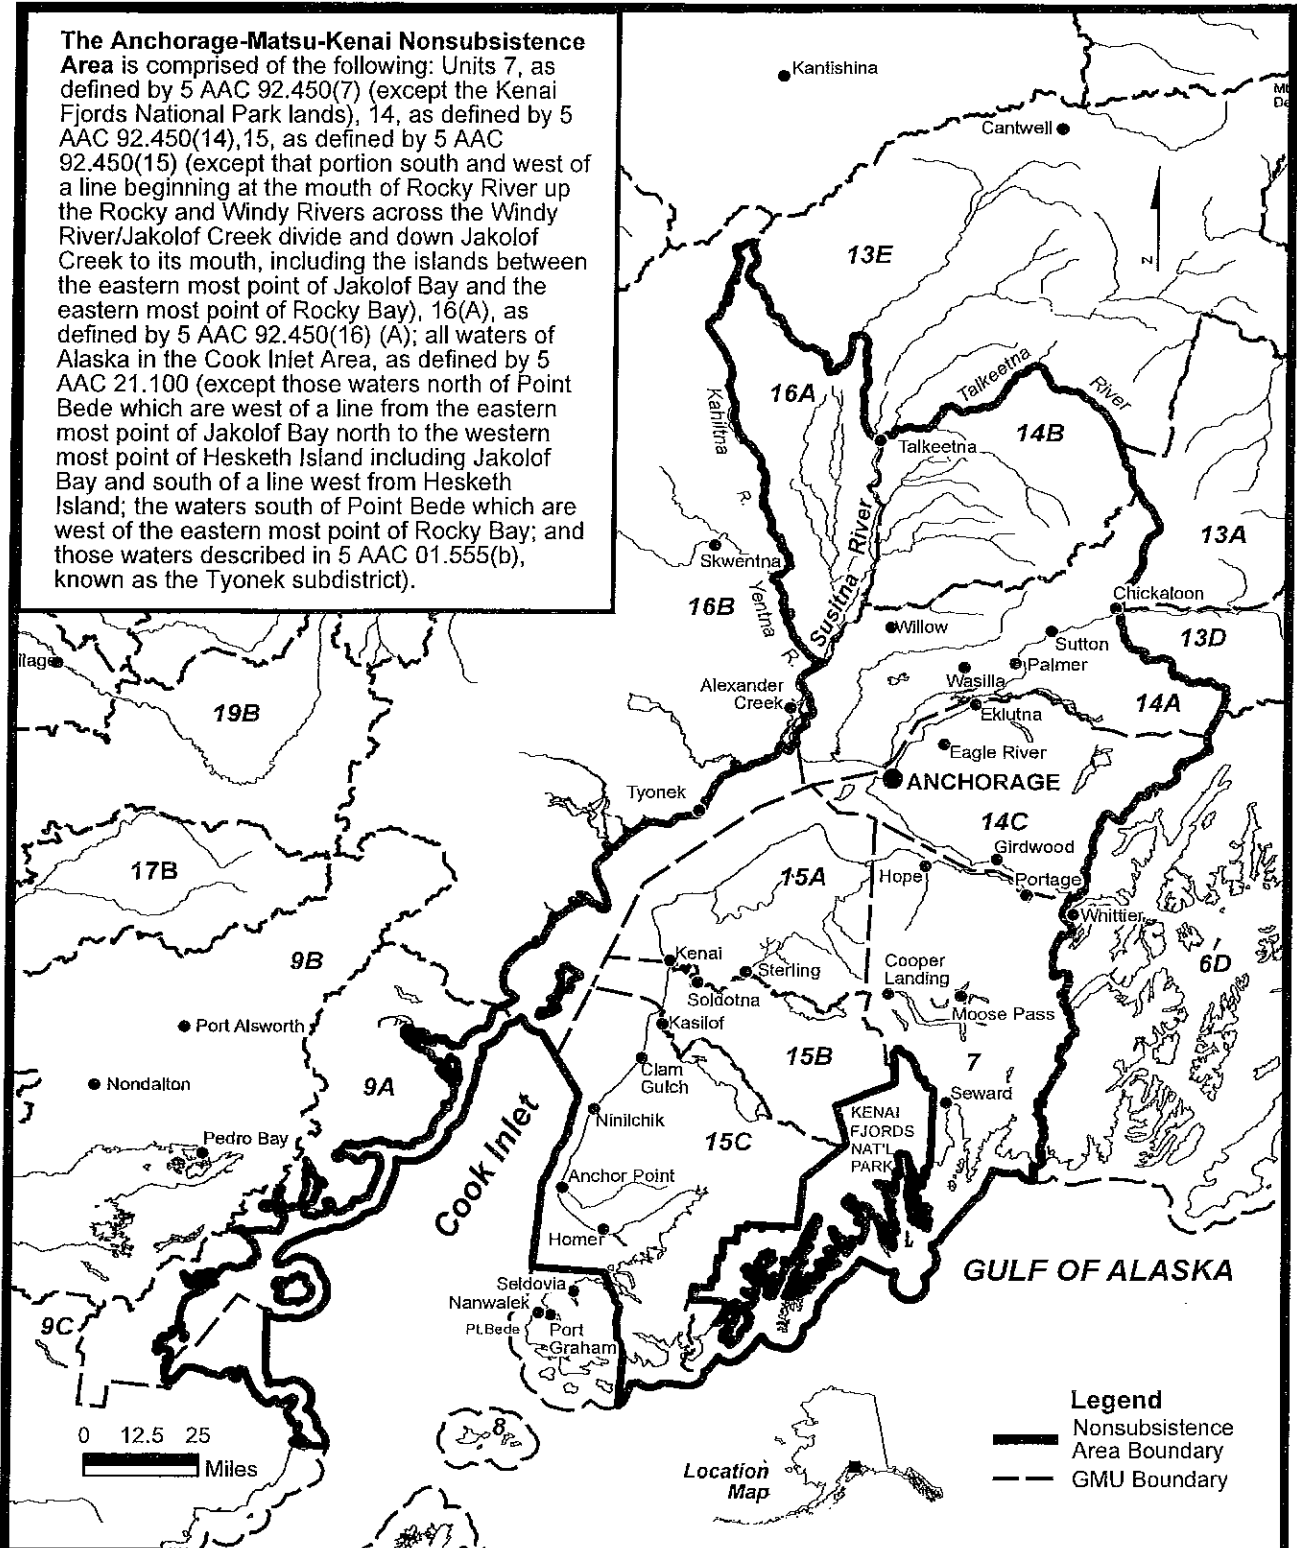 The Anchorage-Matsu-Kenai Nonsubsistence
Area is comprised of the following: Units 7, as
defined by 5 AAC 92.450(7) (except the Kenai
Fjords National Park lands), 14, as defined by 5
AAC 92.450(14),15, as defined by 5 AAC
92.450(15) (except that portion south and west of
a line beginning at the mouth of Rocky River up
the Rocky and Windy Rivers across the Windy
River/Jakolof Creek divide and down Jakolof
Creek to its mouth, including the islands between
the eastern most point of Jakolof Bay and the
eastern most point of Rocky Bay), 16(A), as
defined by 5 AAC 92.450(16) (A); all waters of
Alaska in the Cook Inlet Area, as defined by 5
AAC 21.100 (except those waters north of Point
Bede which are west of a line from the eastern
most point of Jakolof Bay north to the western
most point of Hesketh Island including Jakolof
Bay and south of a line west from Hesketh
Island; the waters south of Point Bede which are
west of the eastern most point of Rocky Bay; and
those waters described in 5 AAC 01.555(b),
known as the Tyonek subdistrict).
Kantishina
Cantwell
N
13E
16A
Kahiltna
R.
Talkeetna
River
14B
Talkeetna
Susitna River
13A
Skwentna
16B
Yentna
R.
Chickaloon
Willow
Sutton
13D
Palmer
Wasilla
Alexander
Creek
14A
Eklutna
Eagle River
ANCHORAGE
19B
Tyonek
14C
Girdwood
17B
15A
Hope
Portage
Whittier
6D
9B
Kenai
Sterling
Cooper
Landing
Soldotna
Moose Pass
Port Alsworth
Kasilof
15B
7
Nondalton
9A
Clam
Gulch
Seward
KENAI
FJORDS
NAT'L
PARK
Ninilchik
15C
Pedro Bay
Cook Inlet
Anchor Point
Homer
GULF OF ALASKA
Seldovia
Nanwalek
Pt.Bede
Port
Graham
9C
8
0 12.5 25
Miles
Location
Map
Legend
Nonsubsistence
Area Boundary
GMU Boundary